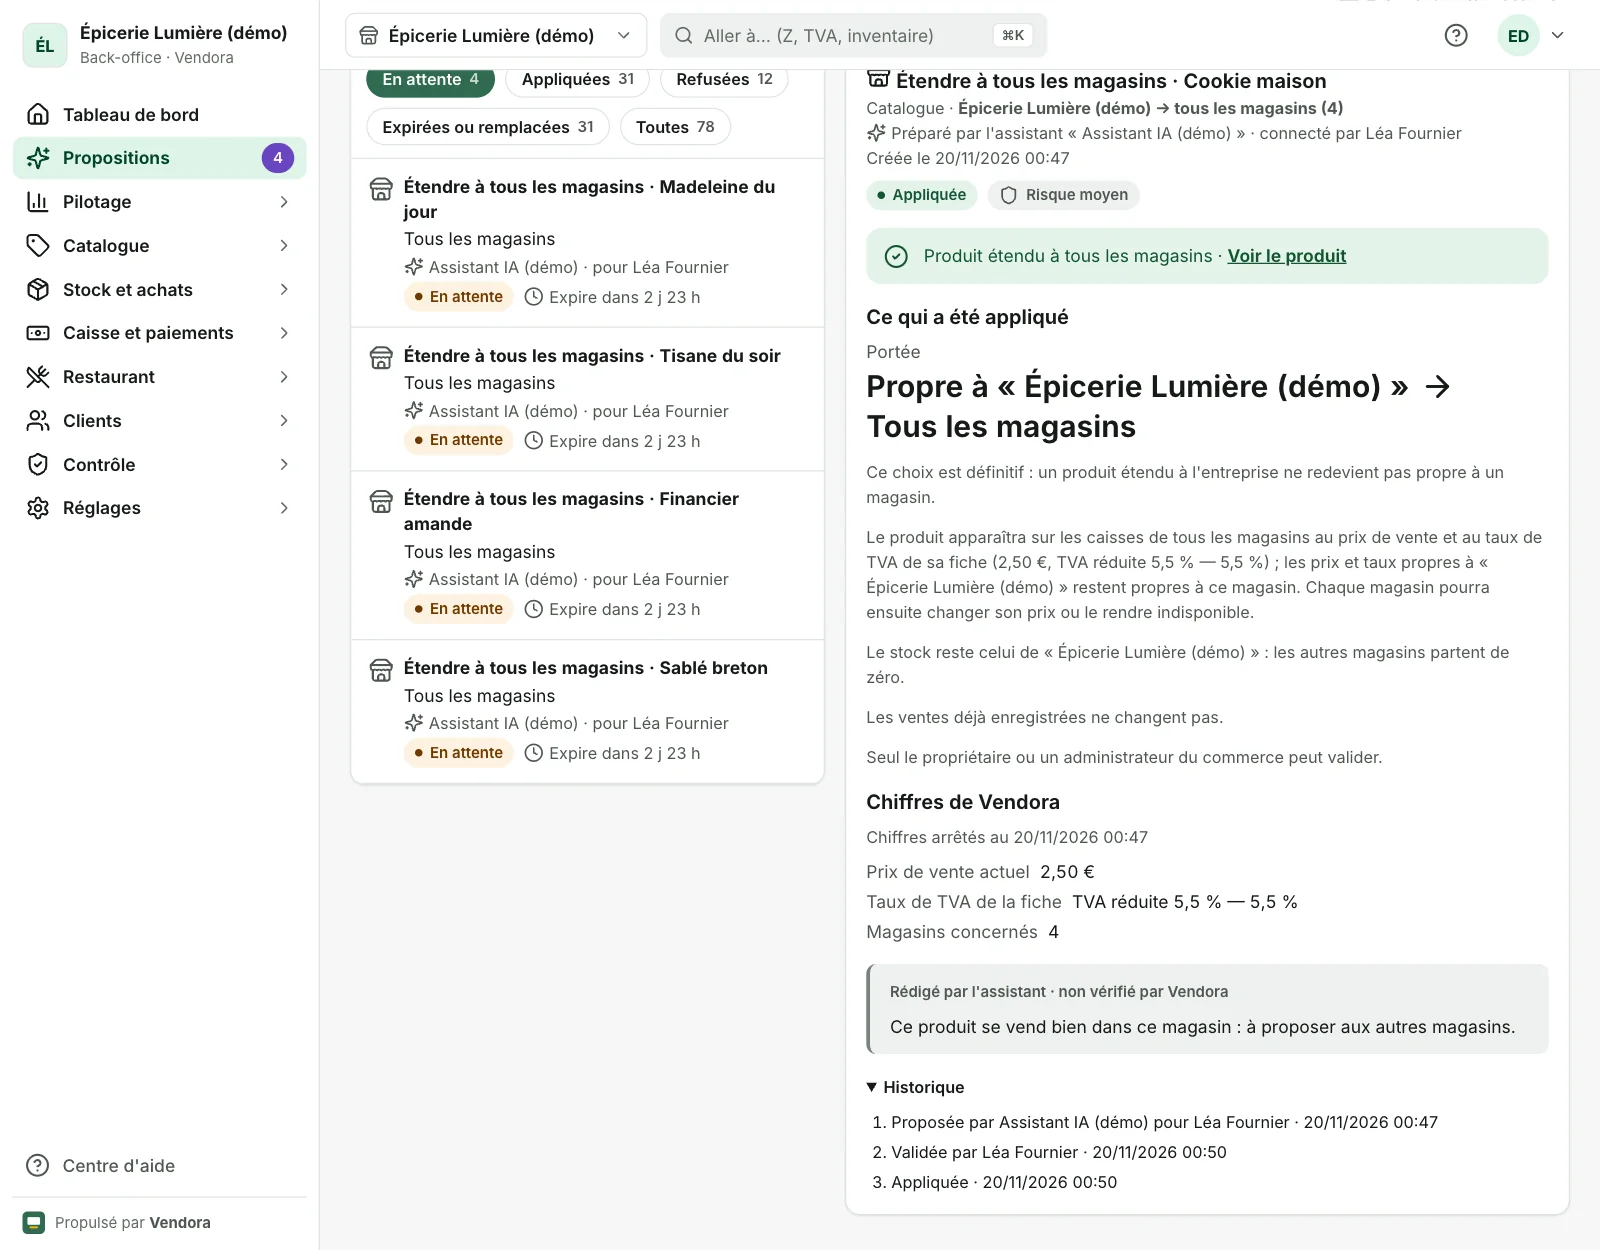 ÉL
Épicerie Lumière (démo)
Back-office · Vendora
Tableau de bord
Propositions 4
Pilotage
Catalogue
Stock et achats
Caisse et paiements
Restaurant
Clients
Contrôle
Réglages
Centre d'aide
Propulsé par Vendora
Épicerie Lumière (démo)
Aller à... (Z, TVA, inventaire) ⌘K
ED
En attente 4
Appliquées 31
Refusées 12
Expirées ou remplacées 31
Toutes 78
Étendre à tous les magasins · Madeleine du
jour
Tous les magasins
Assistant IA (démo) · pour Léa Fournier
En attente
Expire dans 2 j 23 h
Étendre à tous les magasins · Tisane du soir
Tous les magasins
Assistant IA (démo) · pour Léa Fournier
En attente
Expire dans 2 j 23 h
Étendre à tous les magasins · Financier
amande
Tous les magasins
Assistant IA (démo) · pour Léa Fournier
En attente
Expire dans 2 j 23 h
Étendre à tous les magasins · Sablé breton
Tous les magasins
Assistant IA (démo) · pour Léa Fournier
En attente
Expire dans 2 j 23 h
Étendre à tous les magasins · Cookie maison
Catalogue · Épicerie Lumière (démo) → tous les magasins (4)
Préparé par l'assistant « Assistant IA (démo) » · connecté par Léa Fournier
Créée le 20/11/2026 00:47
Appliquée
Risque moyen
Produit étendu à tous les magasins · Voir le produit
Ce qui a été appliqué
Portée
Propre à « Épicerie Lumière (démo) » →
Tous les magasins
Ce choix est définitif : un produit étendu à l'entreprise ne redevient pas propre à un
magasin.
Le produit apparaîtra sur les caisses de tous les magasins au prix de vente et au taux de
TVA de sa fiche (2,50 €, TVA réduite 5,5 % — 5,5 %) ; les prix et taux propres à «
Épicerie Lumière (démo) » restent propres à ce magasin. Chaque magasin pourra
ensuite changer son prix ou le rendre indisponible.
Le stock reste celui de « Épicerie Lumière (démo) » : les autres magasins partent de
zéro.
Les ventes déjà enregistrées ne changent pas.
Seul le propriétaire ou un administrateur du commerce peut valider.
Chiffres de Vendora
Chiffres arrêtés au 20/11/2026 00:47
Prix de vente actuel 2,50 €
Taux de TVA de la fiche TVA réduite 5,5 % — 5,5 %
Magasins concernés 4
Rédigé par l'assistant · non vérifié par Vendora
Ce produit se vend bien dans ce magasin : à proposer aux autres magasins.
▼ Historique
1. Proposée par Assistant IA (démo) pour Léa Fournier · 20/11/2026 00:47
2. Validée par Léa Fournier · 20/11/2026 00:50
3. Appliquée · 20/11/2026 00:50